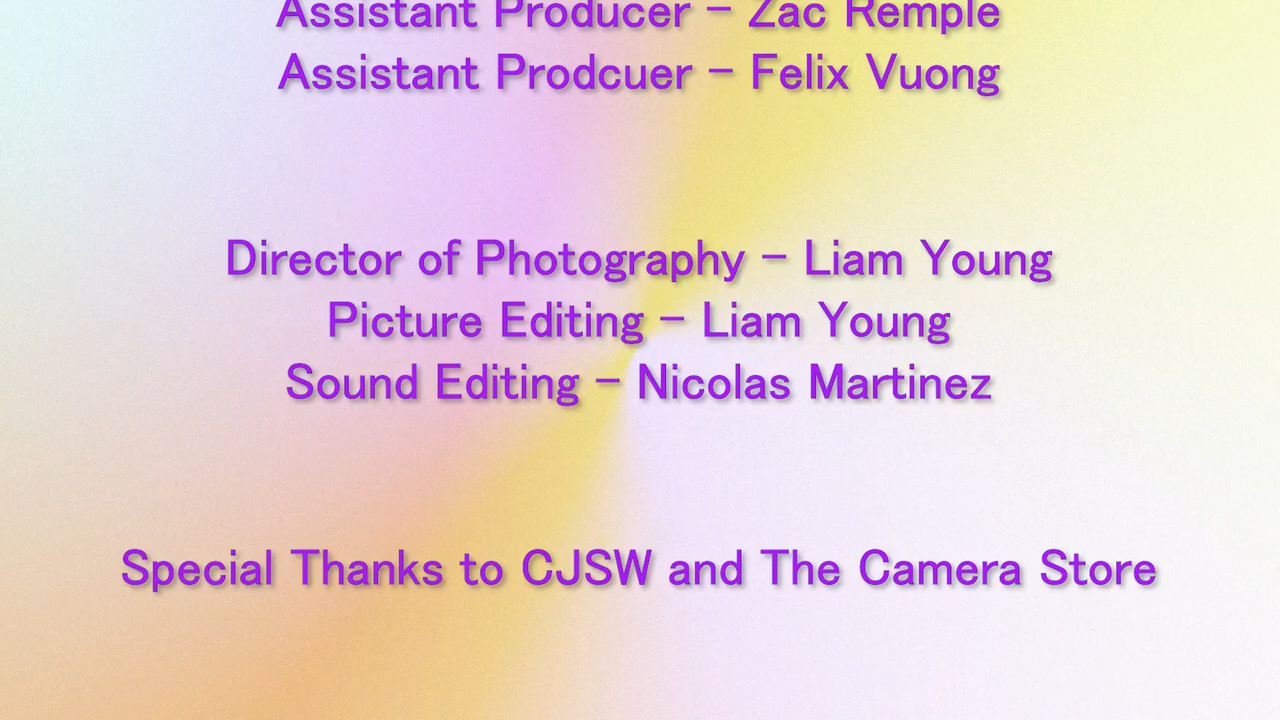 Assistant Producer – Zac Remple
Assistant Prodcuer – Felix Vuong
Director of Photography – Liam Young
Picture Editing – Liam Young
Sound Editing – Nicolas Martinez
Special Thanks to CJSW and The Camera Store